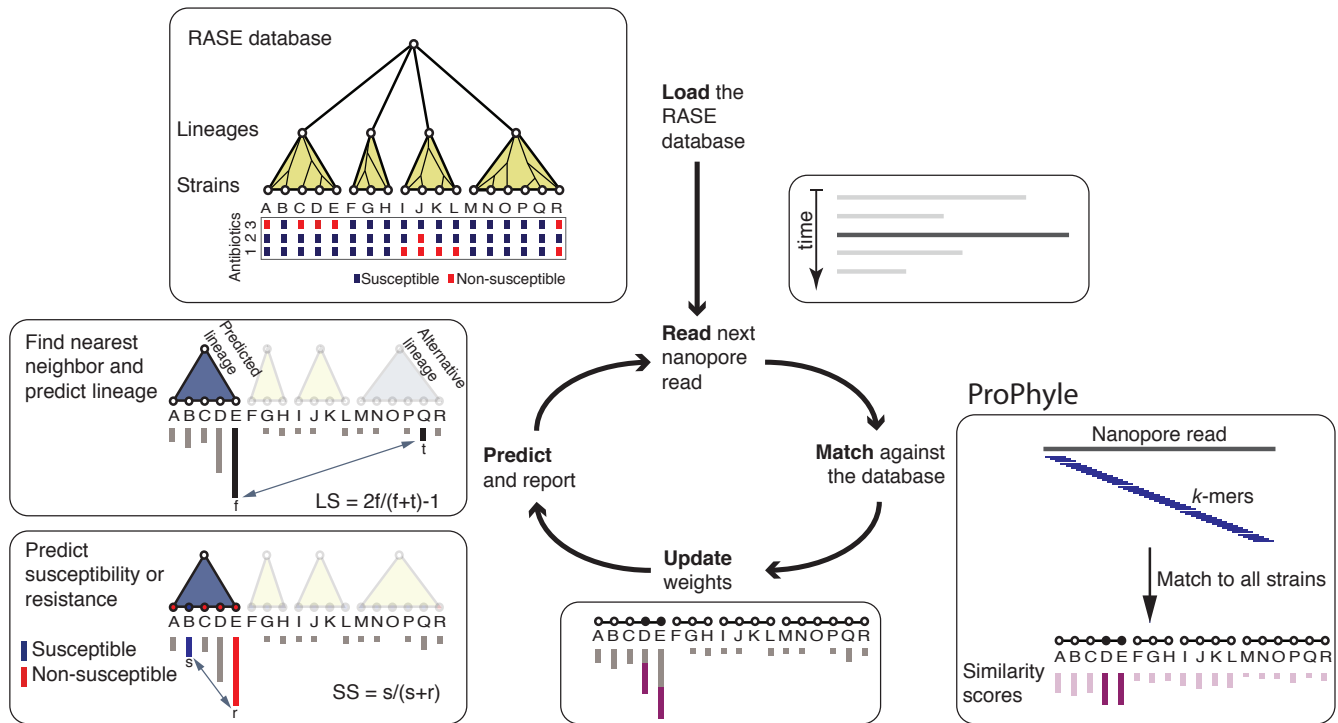 RASE database
Lineages
Strains
A B C D E F G H I J K L M N O P Q R
Antibiotics
3
2
1
Susceptible Non-susceptible
Load the
RASE
database
time
Find nearest
neighbor and
predict lineage
Predicted
lineage
Alternative
lineage
A B C D E F G H I J K L M N O P Q R
t
f
LS = 2f/(f+t)-1
Read next
nanopore
read
Match against
the database
Predict
and report
Update
weights
Predict
susceptibility or
resistance
A B C D E F G H I J K L M N O P Q R
Susceptible
Non-susceptible
s
r
SS = s/(s+r)
A B C D E F G H I J K L M N O P Q R
ProPhyle
Nanopore read
k-mers
Match to all strains
A B C D E F G H I J K L M N O P Q R
Similarity
scores